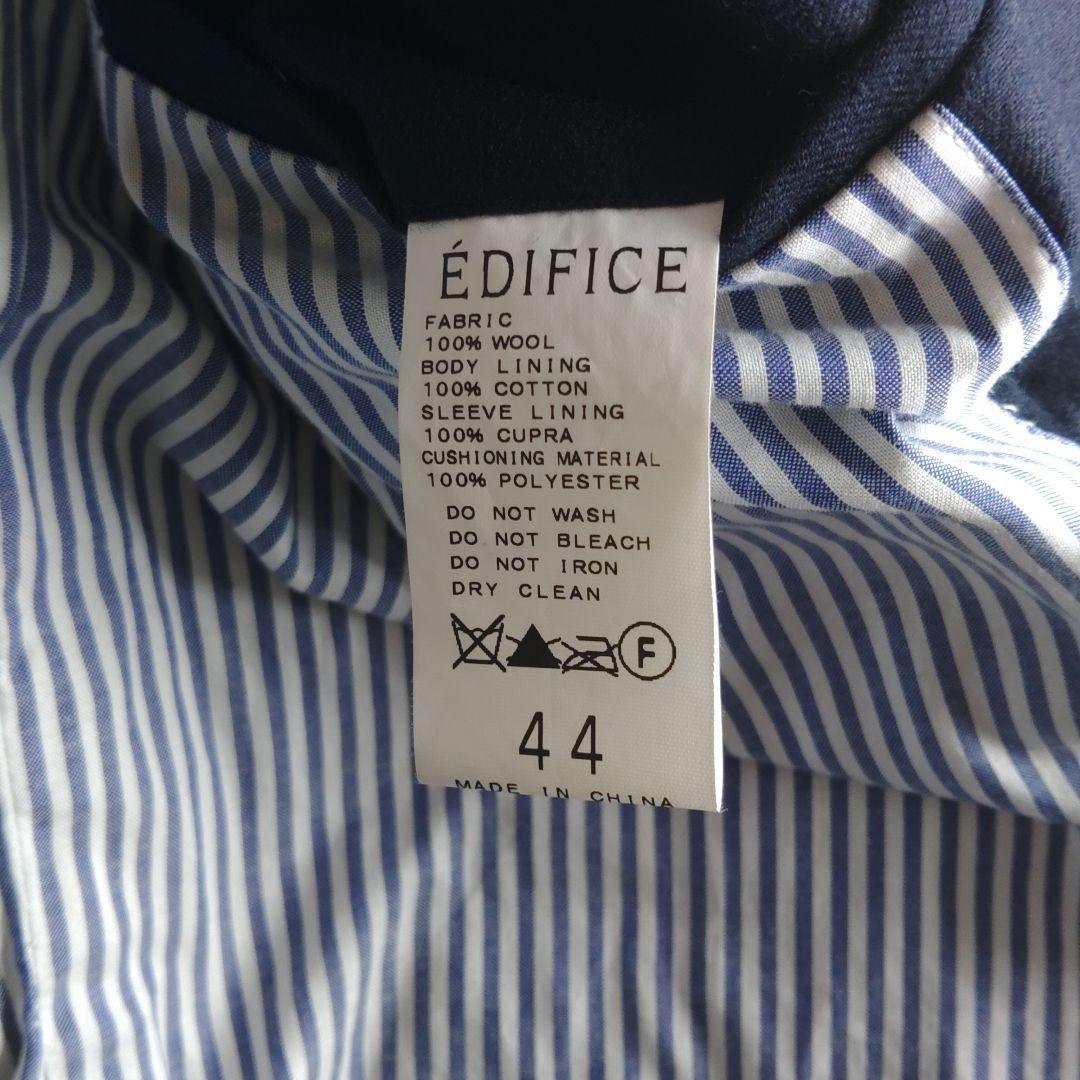 ÉDIFICE
FABRIC
100% WOOL
BODY LINING
100% COTTON
SLEEVE LINING
100% CUPRA
CUSHIONING MATERIAL
100% POLYESTER
DO NOT WASH
DO NOT BLEACH
DO NOT IRON
DRY CLEAN
F
44
MADE IN CHINA